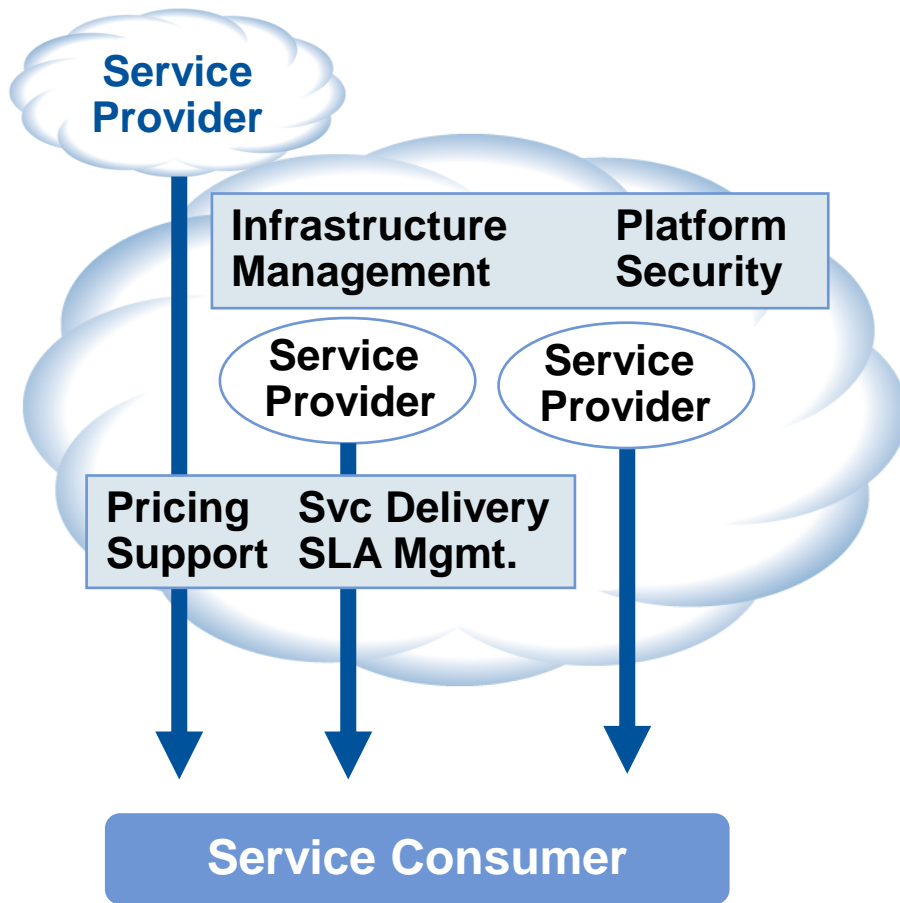 Service
Provider
Infrastructure
Management
Platform
Security
Service
Provider
Service
Provider
Pricing
Support
Svc Delivery
SLA Mgmt.
Service Consumer